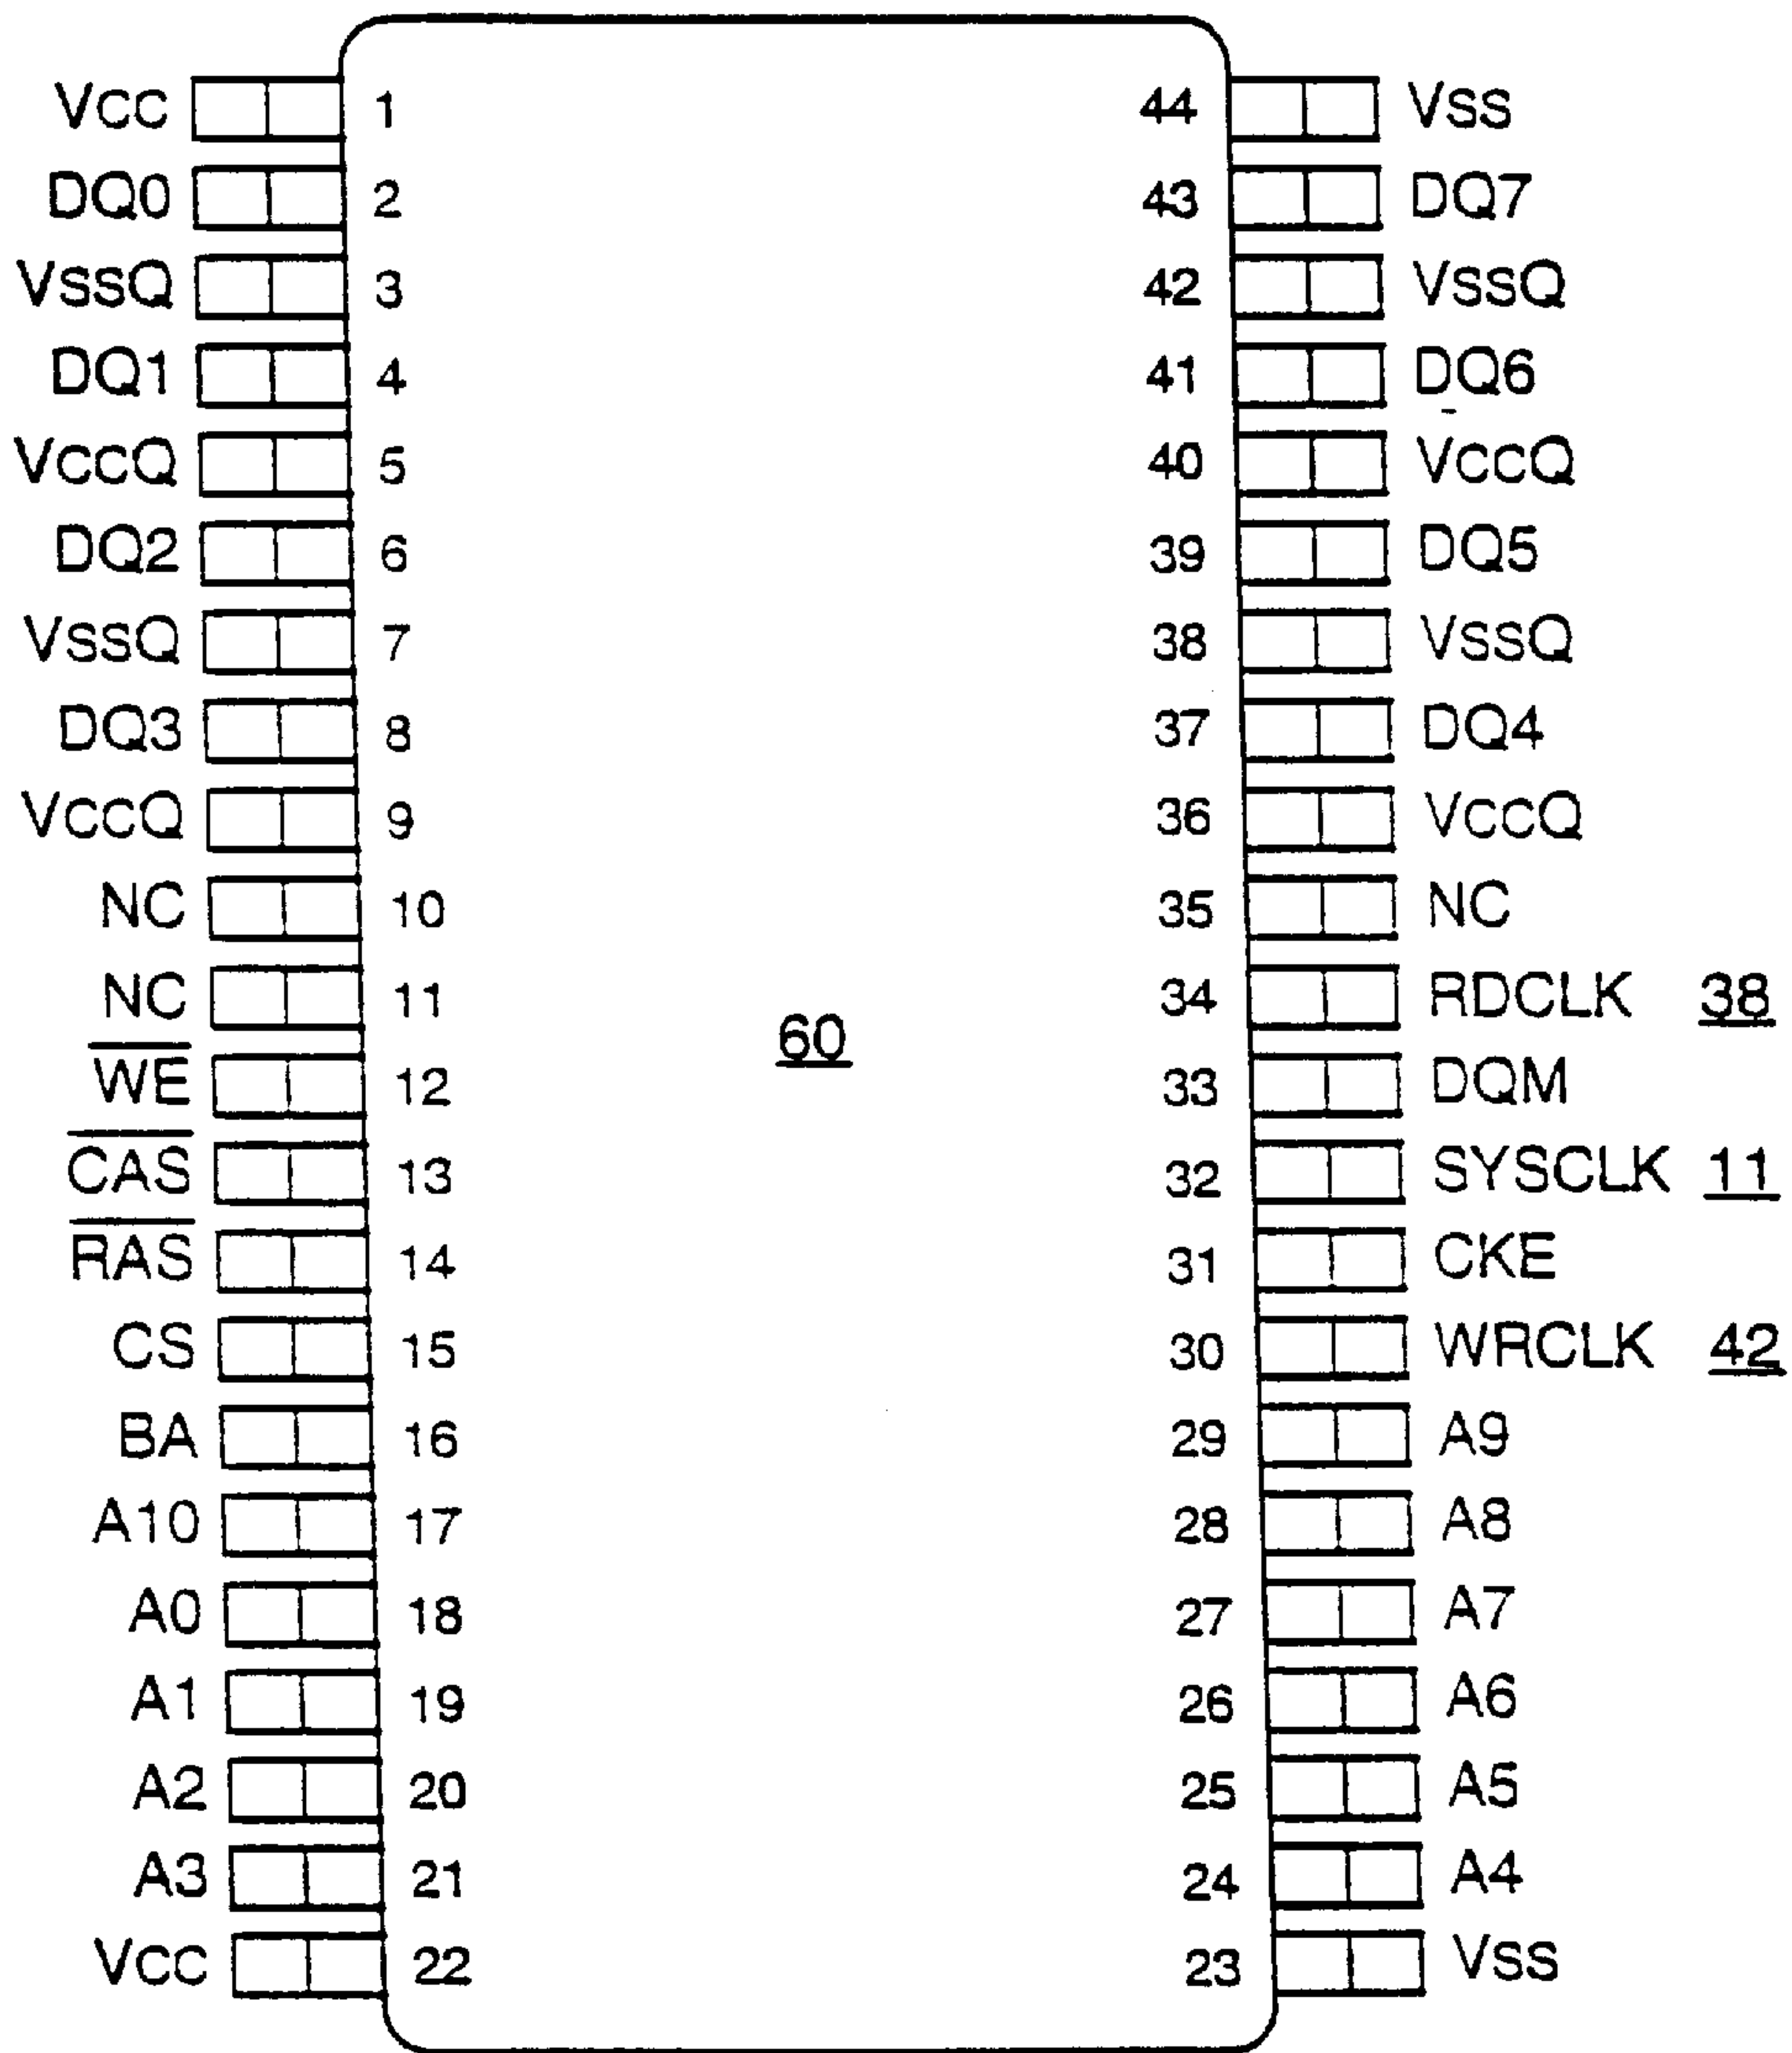 VCC 1 44 VSS
DQ0 2 43 DQ7
VSSQ 3 42 VSSQ
DQ1 4 41 DQ6
VCCQ 5 40 VCCQ
DQ2 6 39 DQ5
VSSQ 7 38 VSSQ
DQ3 8 37 DQ4
VCCQ 9 36 VCCQ
NC 10 35 NC
NC 11 34 RDCLK 38
60
W̅E̅ 12 33 DQM
C̅A̅S̅ 13 32 SYSCLK 11
R̅A̅S̅ 14 31 CKE
CS 15 30 WRCLK 42
BA 16 29 A9
A10 17 28 A8
A0 18 27 A7
A1 19 26 A6
A2 20 25 A5
A3 21 24 A4
VCC 22 23 VSS